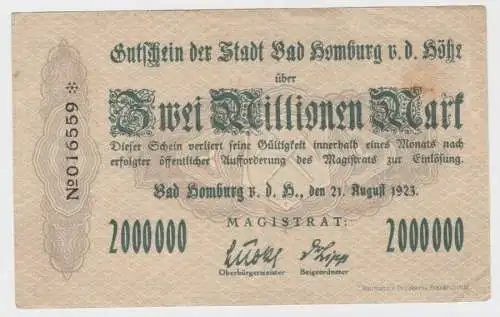 Gutschein der Stadt Bad Homburg v. d. Höhe
über
Zwei Millionen Mark
Dieser Schein verliert seine Gültigkeit innerhalb eines Monats nach
erfolgter öffentlicher Aufforderung des Magistrats zur Einlösung.
Bad Homburg v. d. H., den 21. August 1923.
MAGISTRAT:
2000000 2000000
Oberbürgermeister Beigeordneter
№016559 ✻